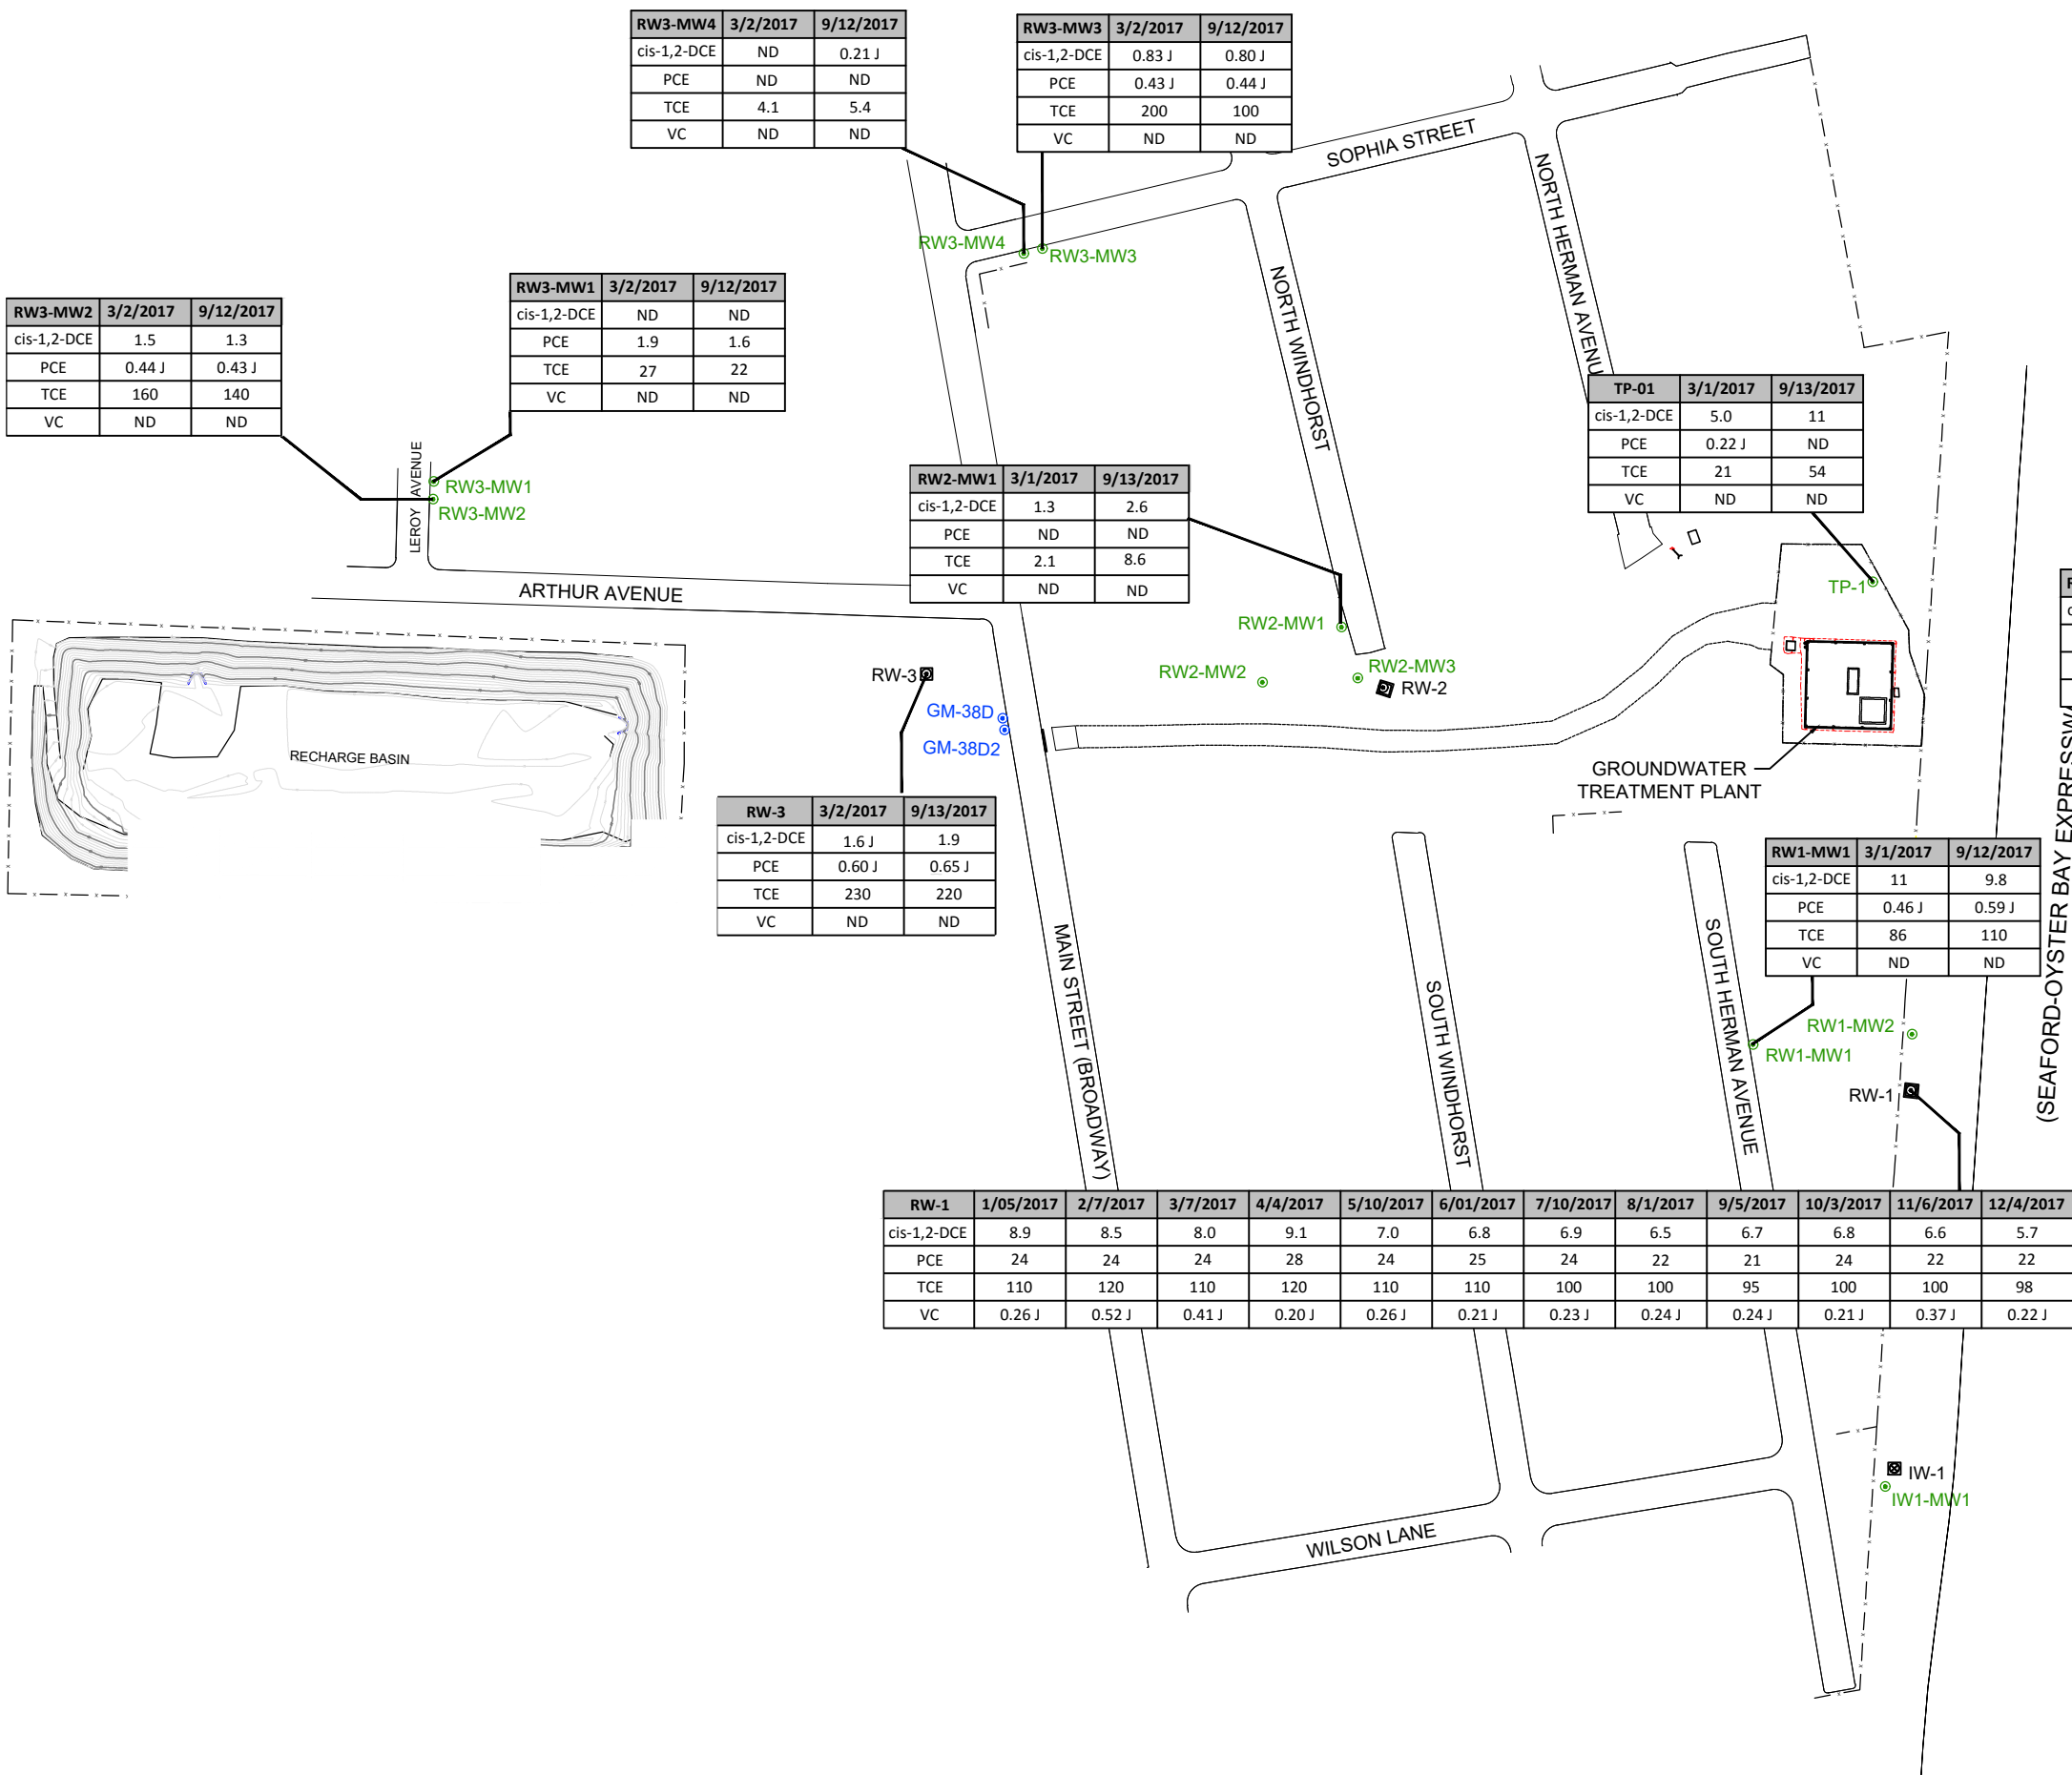 RW3-MW4 3/2/2017 9/12/2017
cis-1,2-DCE ND 0.21 J
PCE ND ND
TCE 4.1 5.4
VC ND ND
RW3-MW3 3/2/2017 9/12/2017
cis-1,2-DCE 0.83 J 0.80 J
PCE 0.43 J 0.44 J
TCE 200 100
VC ND ND
SOPHIA STREET
NORTH HERMAN AVENUE
RW3-MW4
RW3-MW3
NORTH WINDHORST
RW3-MW2 3/2/2017 9/12/2017
cis-1,2-DCE 1.5 1.3
PCE 0.44 J 0.43 J
TCE 160 140
VC ND ND
RW3-MW1 3/2/2017 9/12/2017
cis-1,2-DCE ND ND
PCE 1.9 1.6
TCE 27 22
VC ND ND
TP-01 3/1/2017 9/13/2017
cis-1,2-DCE 5.0 11
PCE 0.22 J ND
TCE 21 54
VC ND ND
LEROY AVENUE
RW3-MW1
RW3-MW2
RW2-MW1 3/1/2017 9/13/2017
cis-1,2-DCE 1.3 2.6
PCE ND ND
TCE 2.1 8.6
VC ND ND
ARTHUR AVENUE
TP-1
RW2-MW1
RW2-MW2
RW2-MW3
RW-2
RW-3
GM-38D
GM-38D2
RECHARGE BASIN
GROUNDWATER
TREATMENT PLANT
RW-3 3/2/2017 9/13/2017
cis-1,2-DCE 1.6 J 1.9
PCE 0.60 J 0.65 J
TCE 230 220
VC ND ND
RW1-MW1 3/1/2017 9/12/2017
cis-1,2-DCE 11 9.8
PCE 0.46 J 0.59 J
TCE 86 110
VC ND ND
(SEAFORD-OYSTER BAY
MAIN STREET (BROADWAY)
SOUTH WINDHORST
SOUTH HERMAN AVENUE
RW1-MW2
RW1-MW1
RW-1
RW-1 1/05/2017 2/7/2017 3/7/2017 4/4/2017 5/10/2017 6/01/2017 7/10/2017 8/1/2017 9/5/2017 10/3/2017 11/6/2017 12/4/2017
cis-1,2-DCE 8.9 8.5 8.0 9.1 7.0 6.8 6.9 6.5 6.7 6.8 6.6 5.7
PCE 24 24 24 28 24 25 24 22 21 24 22 22
TCE 110 120 110 120 110 110 100 100 95 100 100 98
VC 0.26 J 0.52 J 0.41 J 0.20 J 0.26 J 0.21 J 0.23 J 0.24 J 0.24 J 0.21 J 0.37 J 0.22 J
IW-1
IW1-MW1
WILSON LANE